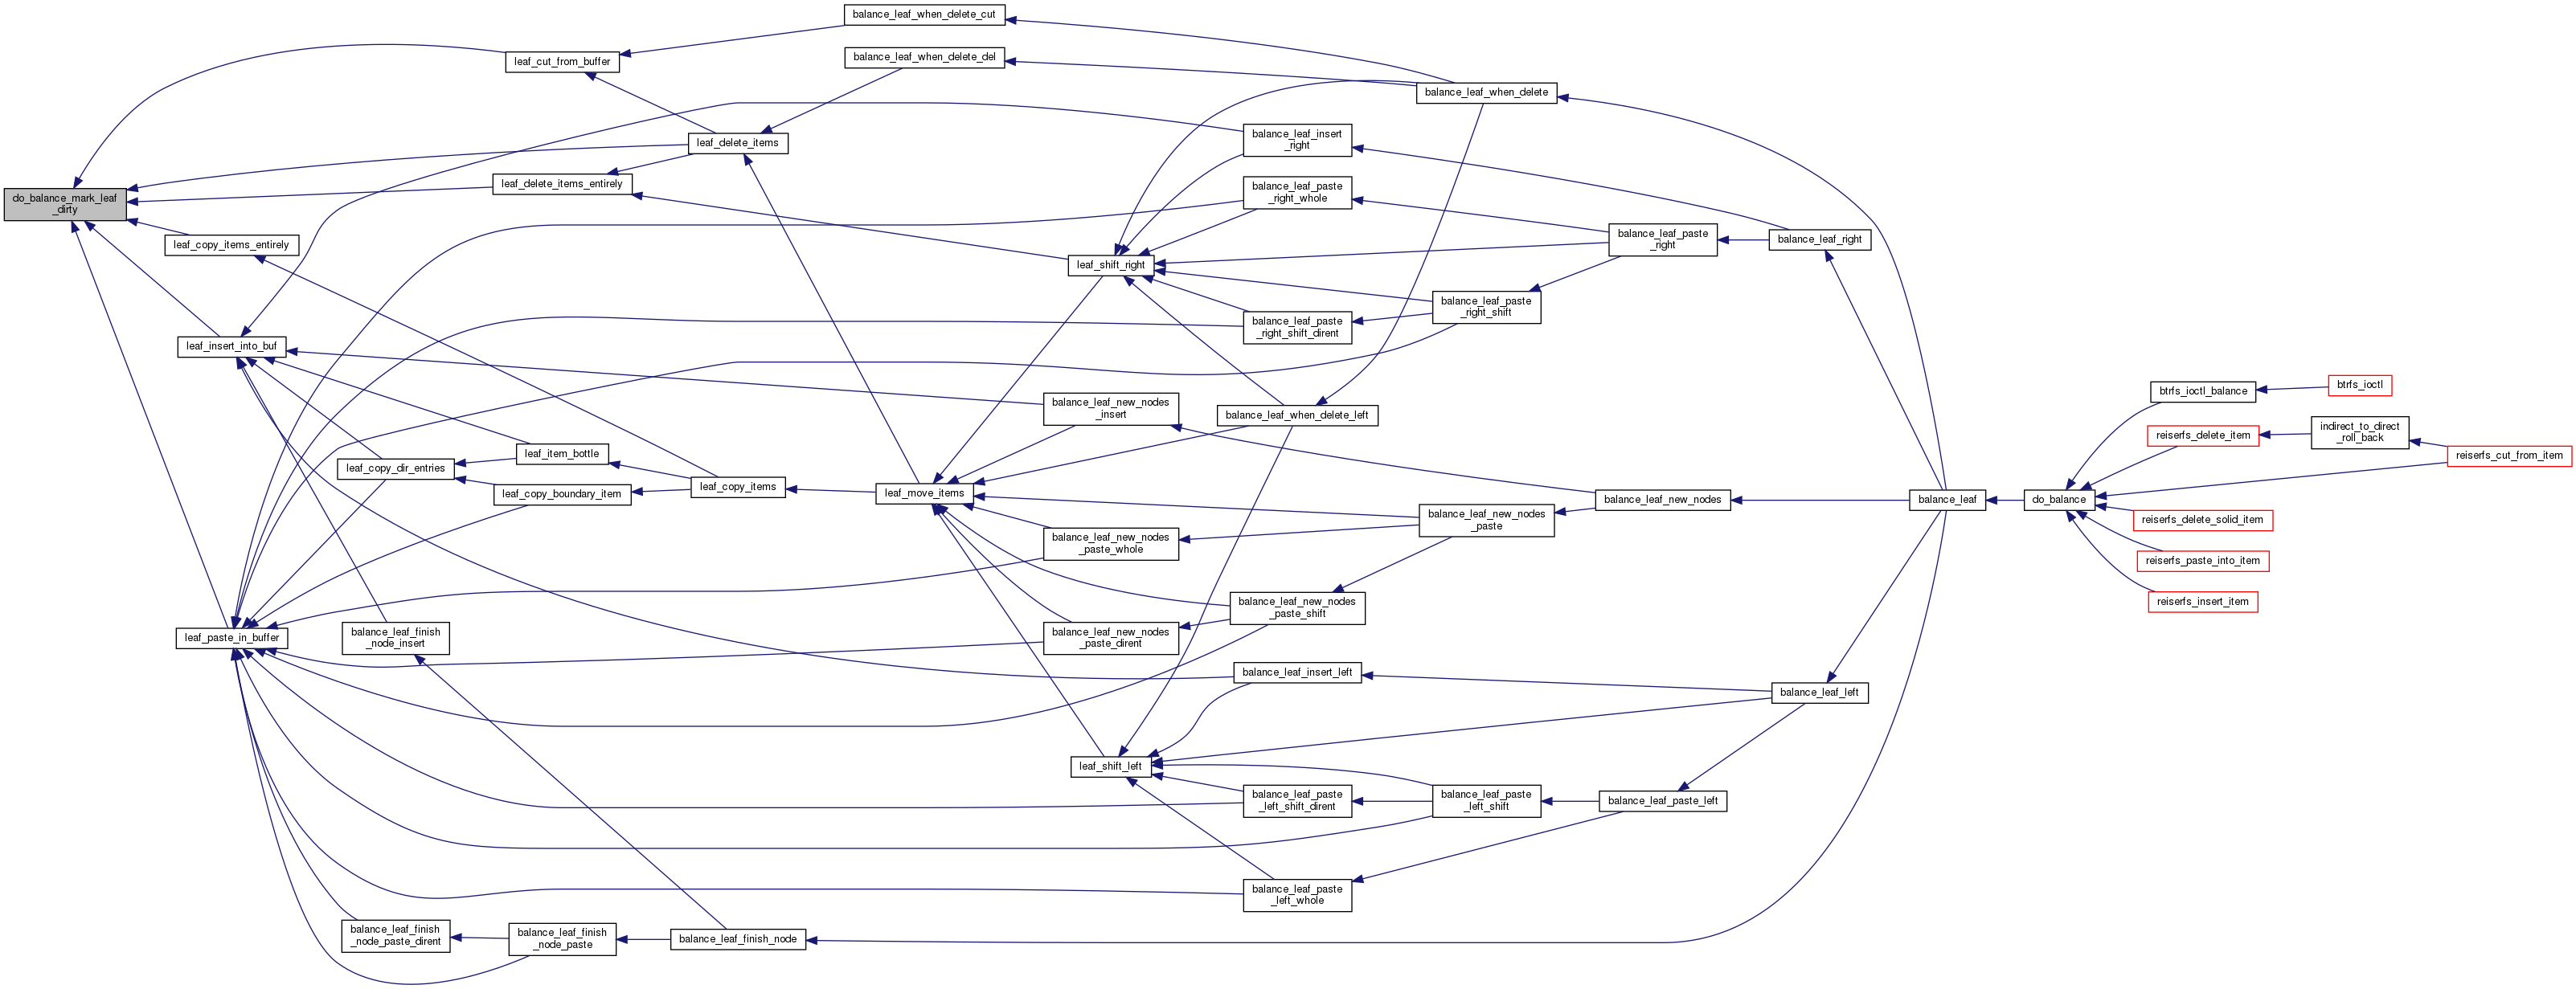 do_balance_mark_leaf
_dirty
leaf_cut_from_buffer
leaf_delete_items
leaf_delete_items_entirely
leaf_copy_items_entirely
leaf_insert_into_buf
leaf_paste_in_buffer
leaf_copy_dir_entries
leaf_item_bottle
leaf_copy_boundary_item
balance_leaf_finish
_node_insert
balance_leaf_finish
_node_paste_dirent
balance_leaf_finish
_node_paste
balance_leaf_finish_node
leaf_copy_items
balance_leaf_when_delete_cut
balance_leaf_when_delete_del
leaf_move_items
leaf_shift_right
balance_leaf_new_nodes
_insert
balance_leaf_new_nodes
_paste_whole
balance_leaf_new_nodes
_paste_dirent
leaf_shift_left
balance_leaf_insert
_right
balance_leaf_paste
_right_whole
balance_leaf_paste
_right_shift_dirent
balance_leaf_when_delete_left
balance_leaf_new_nodes
_paste_shift
balance_leaf_insert_left
balance_leaf_paste
_left_shift_dirent
balance_leaf_paste
_left_whole
balance_leaf_when_delete
balance_leaf_paste
_right_shift
balance_leaf_new_nodes
_paste
balance_leaf_paste
_left_shift
balance_leaf_paste
_right
balance_leaf_new_nodes
balance_leaf_paste_left
balance_leaf_right
balance_leaf_left
balance_leaf
do_balance
btrfs_ioctl_balance
btrfs_ioctl
reiserfs_delete_item
indirect_to_direct
_roll_back
reiserfs_cut_from_item
reiserfs_delete_solid_item
reiserfs_paste_into_item
reiserfs_insert_item